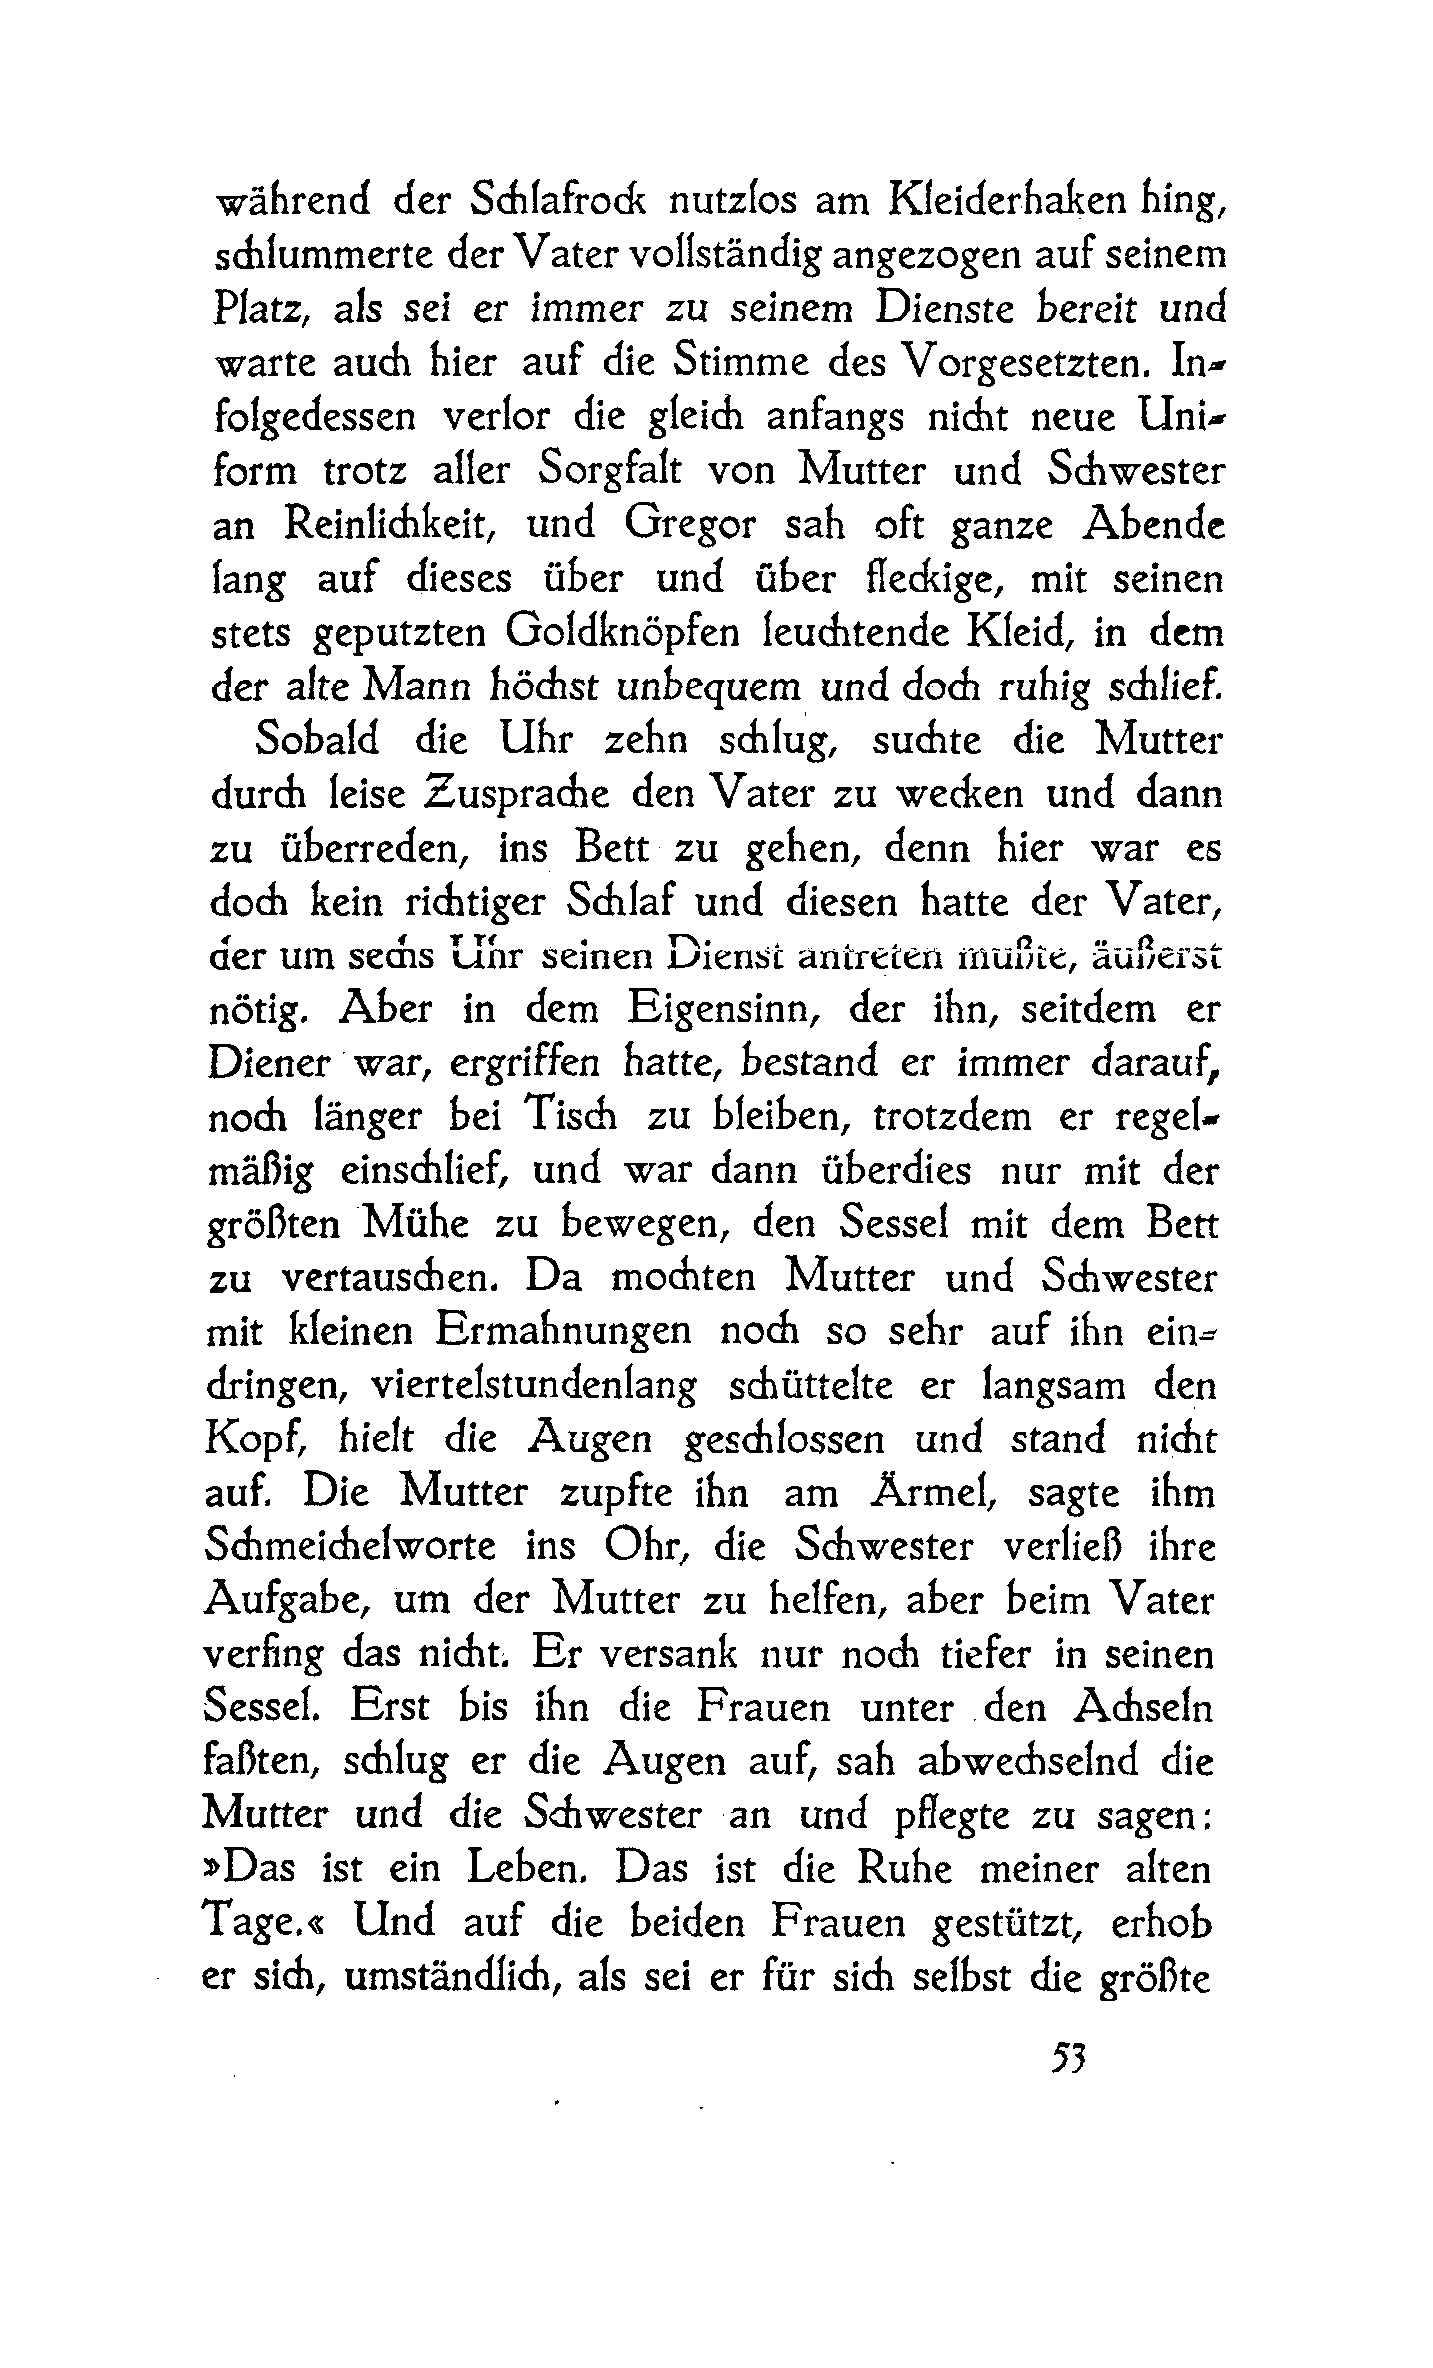 während der Schlafrock nutzlos am Kleiderhaken hing,
schlummerte der Vater vollständig angezogen auf seinem
Platz, als sei er immer zu seinem Dienste bereit und
warte auch hier auf die Stimme des Vorgesetzten. In-
folgedessen verlor die gleich anfangs nicht neue Uni-
form trotz aller Sorgfalt von Mutter und Schwester
an Reinlichkeit, und Gregor sah oft ganze Abende
lang auf dieses über und über fleckige, mit seinen
stets geputzten Goldknöpfen leuchtende Kleid, in dem
der alte Mann höchst unbequem und doch ruhig schlief.
Sobald die Uhr zehn schlug, suchte die Mutter
durch leise Zusprache den Vater zu wecken und dann
zu überreden, ins Bett zu gehen, denn hier war es
doch kein richtiger Schlaf und diesen hatte der Vater,
der um sechs Uhr seinen Dienst antreten mußte, äußerst
nötig. Aber in dem Eigensinn, der ihn, seitdem er
Diener war, ergriffen hatte, bestand er immer darauf,
noch länger bei Tisch zu bleiben, trotzdem er regel-
mäßig einschlief, und war dann überdies nur mit der
größten Mühe zu bewegen, den Sessel mit dem Bett
zu vertauschen. Da mochten Mutter und Schwester
mit kleinen Ermahnungen noch so sehr auf ihn ein-
dringen, viertelstundenlang schüttelte er langsam den
Kopf, hielt die Augen geschlossen und stand nicht
auf. Die Mutter zupfte ihn am Ärmel, sagte ihm
Schmeichelworte ins Ohr, die Schwester verließ ihre
Aufgabe, um der Mutter zu helfen, aber beim Vater
verfing das nicht. Er versank nur noch tiefer in seinen
Sessel. Erst bis ihn die Frauen unter den Achseln
faßten, schlug er die Augen auf, sah abwechselnd die
Mutter und die Schwester an und pflegte zu sagen:
»Das ist ein Leben. Das ist die Ruhe meiner alten
Tage.« Und auf die beiden Frauen gestützt, erhob
er sich, umständlich, als sei er für sich selbst die größte
53